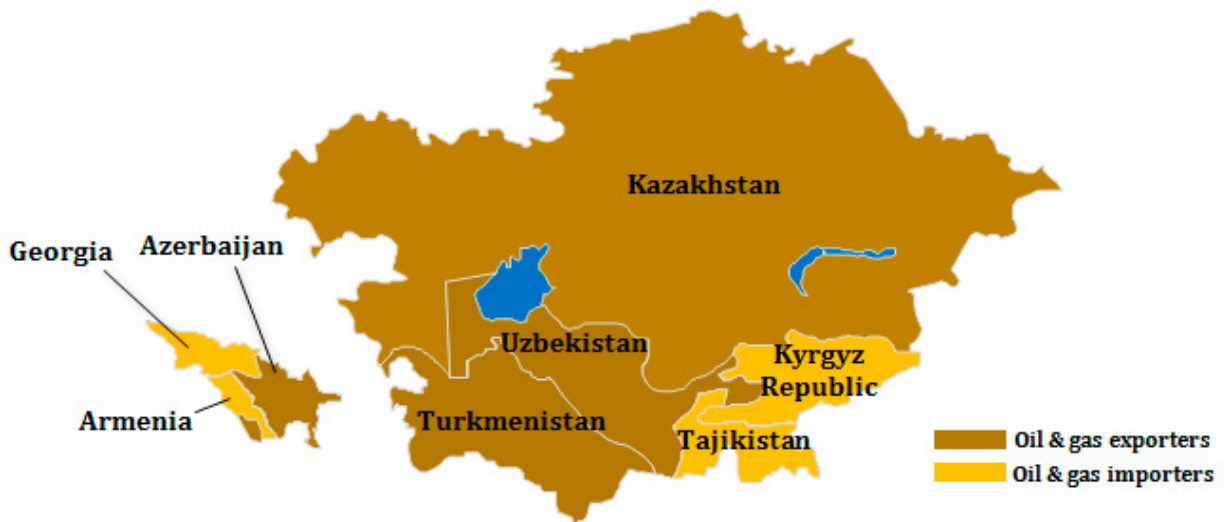 Kazakhstan
Azerbaijan
Georgia
Uzbekistan
Kyrgyz
Republic
Armenia
Turkmenistan
Tajikistan
Oil & gas exporters
Oil & gas importers